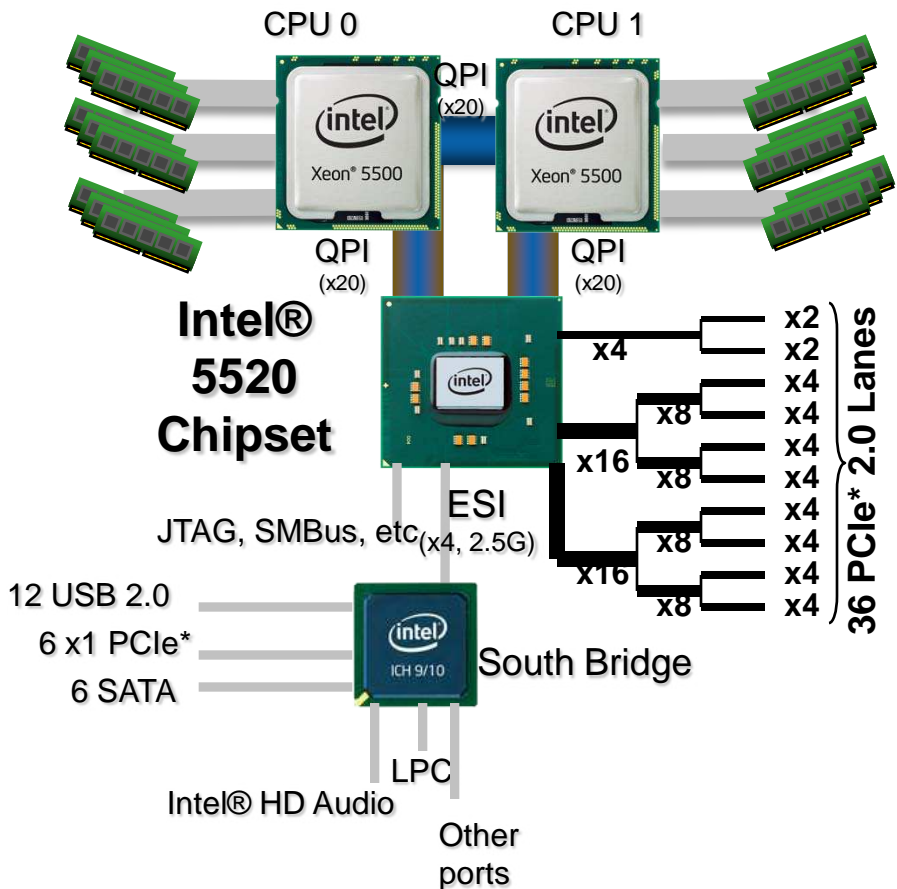 CPU 0
CPU 1
QPI
(x20)
intel
Xeon® 5500
intel
Xeon® 5500
QPI
(x20)
QPI
(x20)
Intel®
5520
Chipset
intel
x4
x2
x2
x16
x8
x4
x4
x8
x4
x4
x16
x8
x4
x4
x8
x4
x4
36 PCIe* 2.0 Lanes
JTAG, SMBus, etc
ESI
(x4, 2.5G)
12 USB 2.0
6 x1 PCIe*
6 SATA
intel
ICH 9/10
South Bridge
LPC
Intel® HD Audio
Other
ports